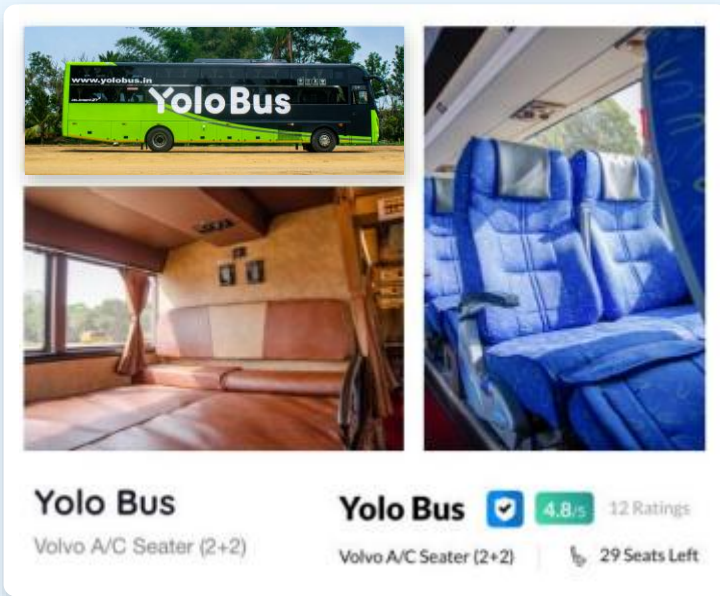 www.yolobus.in
YoloBus
Yolo Bus
Volvo A/C Seater (2+2)
Yolo Bus 4.8/5 12 Ratings
Volvo A/C Seater (2+2) 29 Seats Left